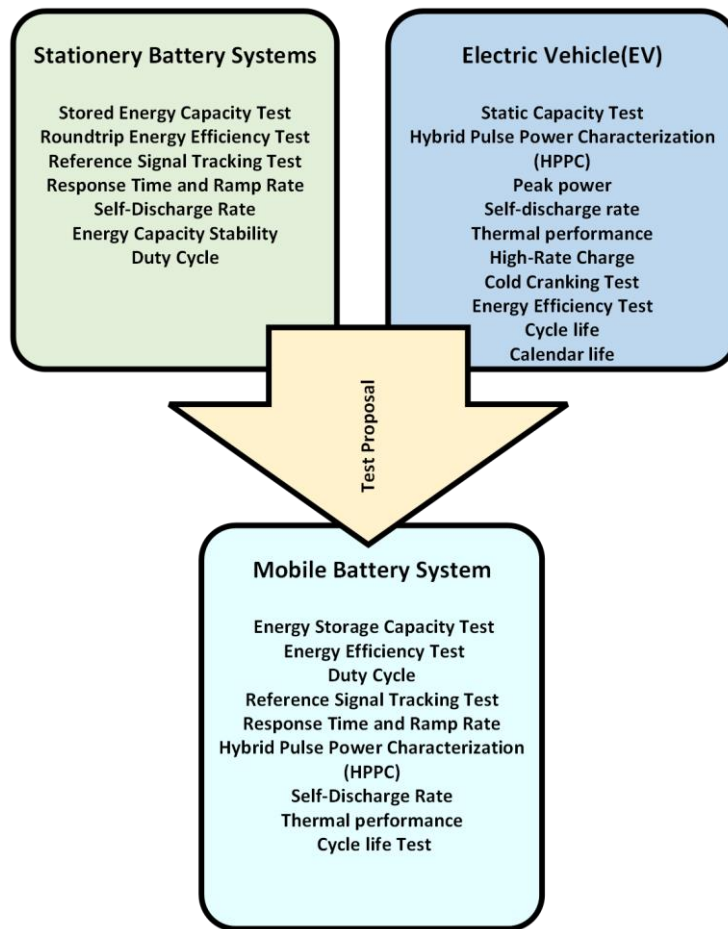 Stationery Battery Systems
Stored Energy Capacity Test
Roundtrip Energy Efficiency Test
Reference Signal Tracking Test
Response Time and Ramp Rate
Self-Discharge Rate
Energy Capacity Stability
Duty Cycle
Electric Vehicle(EV)
Static Capacity Test
Hybrid Pulse Power Characterization
(HPPC)
Peak power
Self-discharge rate
Thermal performance
High-Rate Charge
Cold Cranking Test
Energy Efficiency Test
Cycle life
Calendar life
Test Proposal
Mobile Battery System
Energy Storage Capacity Test
Energy Efficiency Test
Duty Cycle
Reference Signal Tracking Test
Response Time and Ramp Rate
Hybrid Pulse Power Characterization
(HPPC)
Self-Discharge Rate
Thermal performance
Cycle life Test